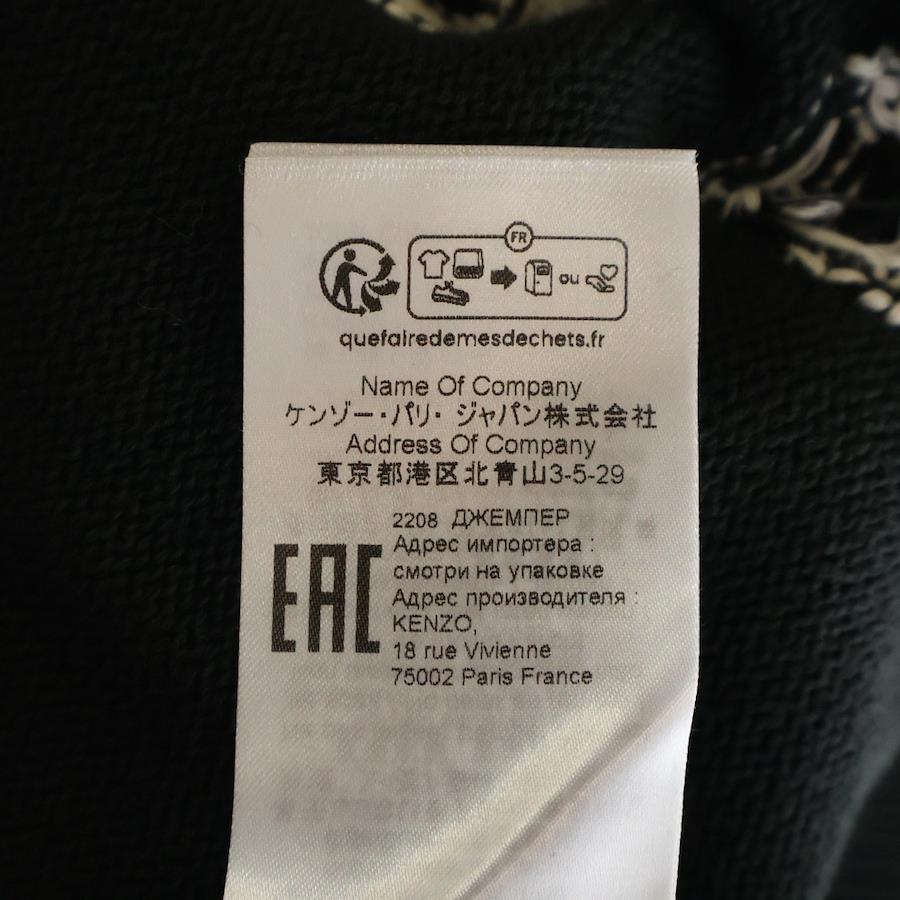 FR
ou
quefairedemesdechets.fr
Name Of Company
ケンゾー・パリ・ジャパン株式会社
Address Of Company
東京都港区北青山3-5-29
2208 ДЖЕМПЕР
Адрес импортера :
смотри на упаковке
Адрес производителя :
EAC
KENZO,
18 rue Vivienne
75002 Paris France